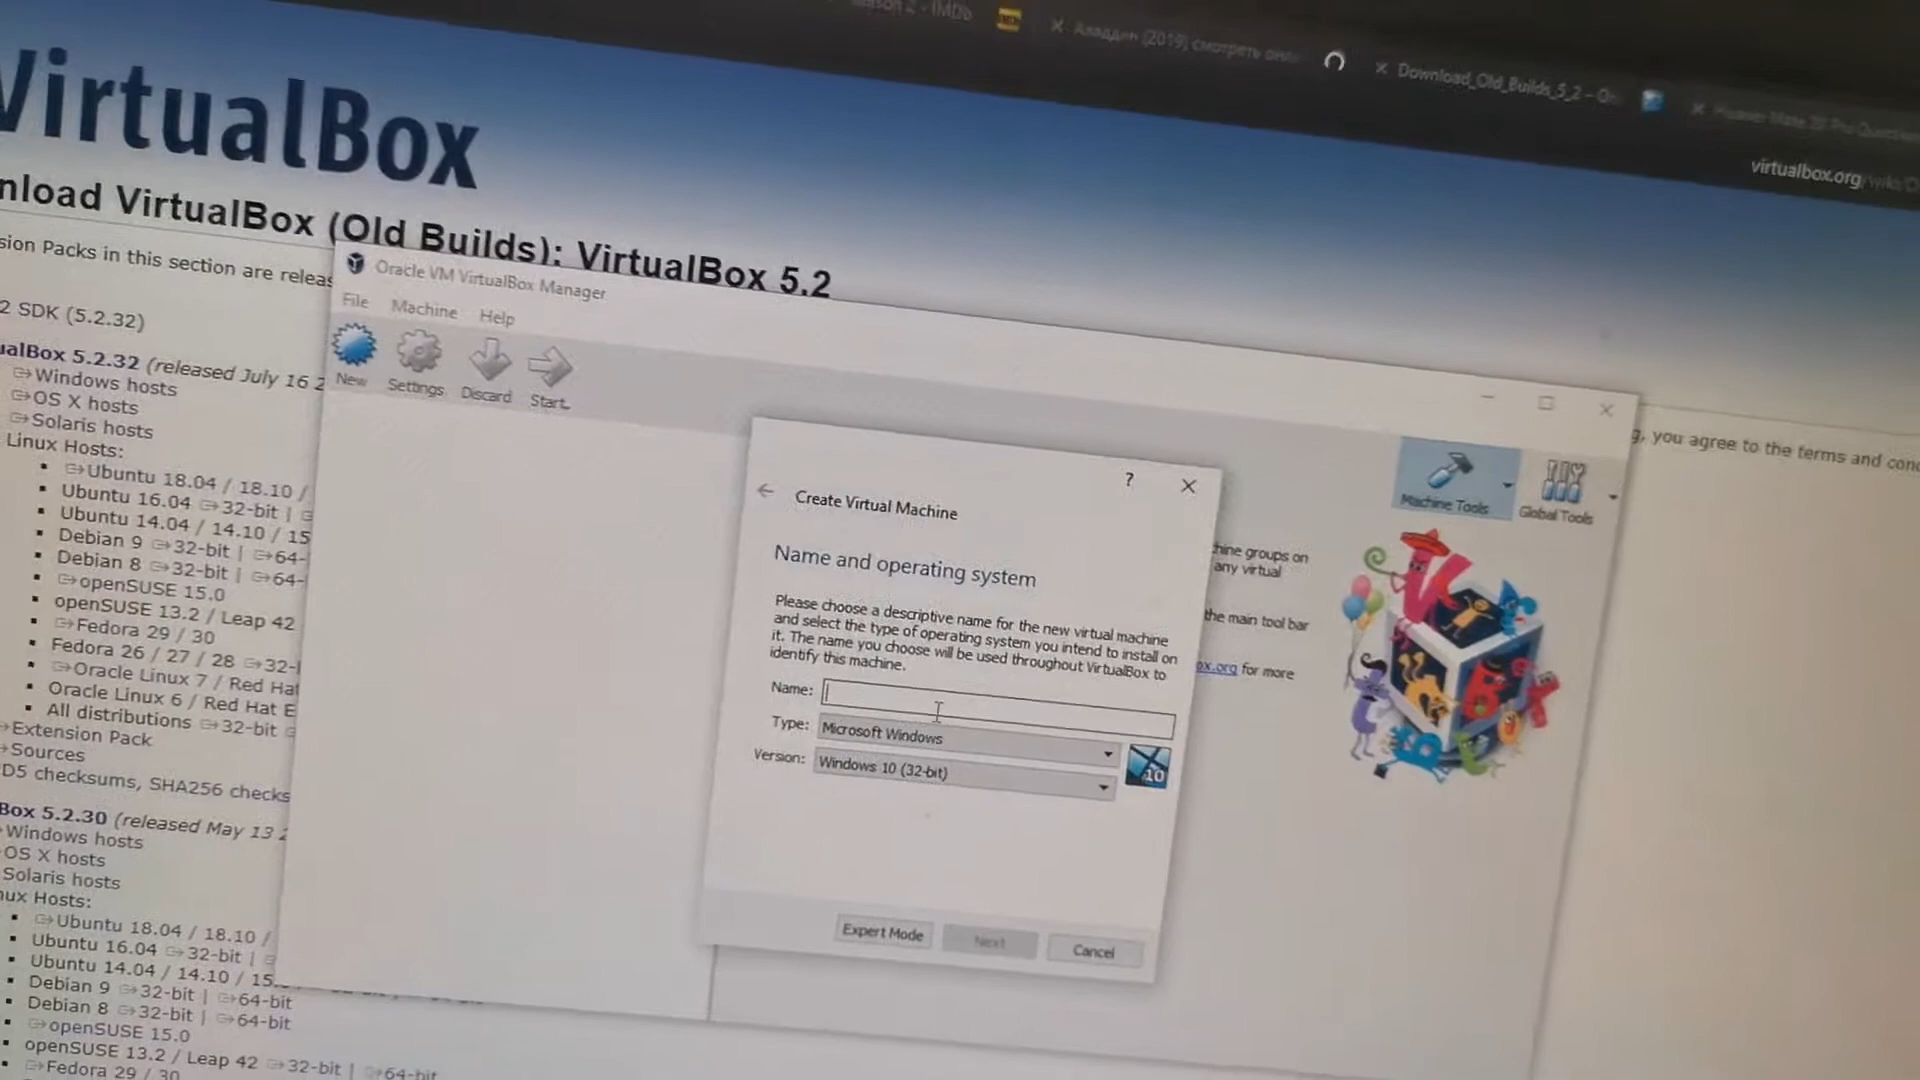 - IMDb
Аладдин (2019) смотреть
Download_Old_Builds_5_2 - O
Huawei Mate 20 Pro
virtualbox.org/wiki/D
VirtualBox
nload VirtualBox (Old Builds): VirtualBox 5.2
sion Packs in this section are releas
g, you agree to the terms and cond
2 SDK (5.2.32)
ualBox 5.2.32 (released July 16 2
Windows hosts
OS X hosts
Solaris hosts
Linux Hosts:
Ubuntu 18.04 / 18.10 /
Ubuntu 16.04 32-bit |
Ubuntu 14.04 / 14.10 / 15
Debian 9 32-bit | 64-
Debian 8 32-bit | 64-
openSUSE 15.0
openSUSE 13.2 / Leap 42
Fedora 29 / 30
Fedora 26 / 27 / 28 32-b
Oracle Linux 7 / Red Hat
Oracle Linux 6 / Red Hat E
All distributions 32-bit
Extension Pack
Sources
D5 checksums, SHA256 checks
Box 5.2.30 (released May 13 2
Windows hosts
OS X hosts
Solaris hosts
nux Hosts:
Ubuntu 18.04 / 18.10 /
Ubuntu 16.04 32-bit |
Ubuntu 14.04 / 14.10 / 15.
Debian 9 32-bit | 64-bit
Debian 8 32-bit | 64-bit
openSUSE 15.0
openSUSE 13.2 / Leap 42 32-bit | 64-bit
Fedora 29 / 30
Oracle VM VirtualBox Manager
File Machine Help
New Settings Discard Start
Machine Tools Global Tools
hine groups on
any virtual
the main tool bar
ox.org for more
Create Virtual Machine
?
Name and operating system
Please choose a descriptive name for the new virtual machine
and select the type of operating system you intend to install on
it. The name you choose will be used throughout VirtualBox to
identify this machine.
Name:
Type: Microsoft Windows
Version: Windows 10 (32-bit)
10
Expert Mode Next Cancel